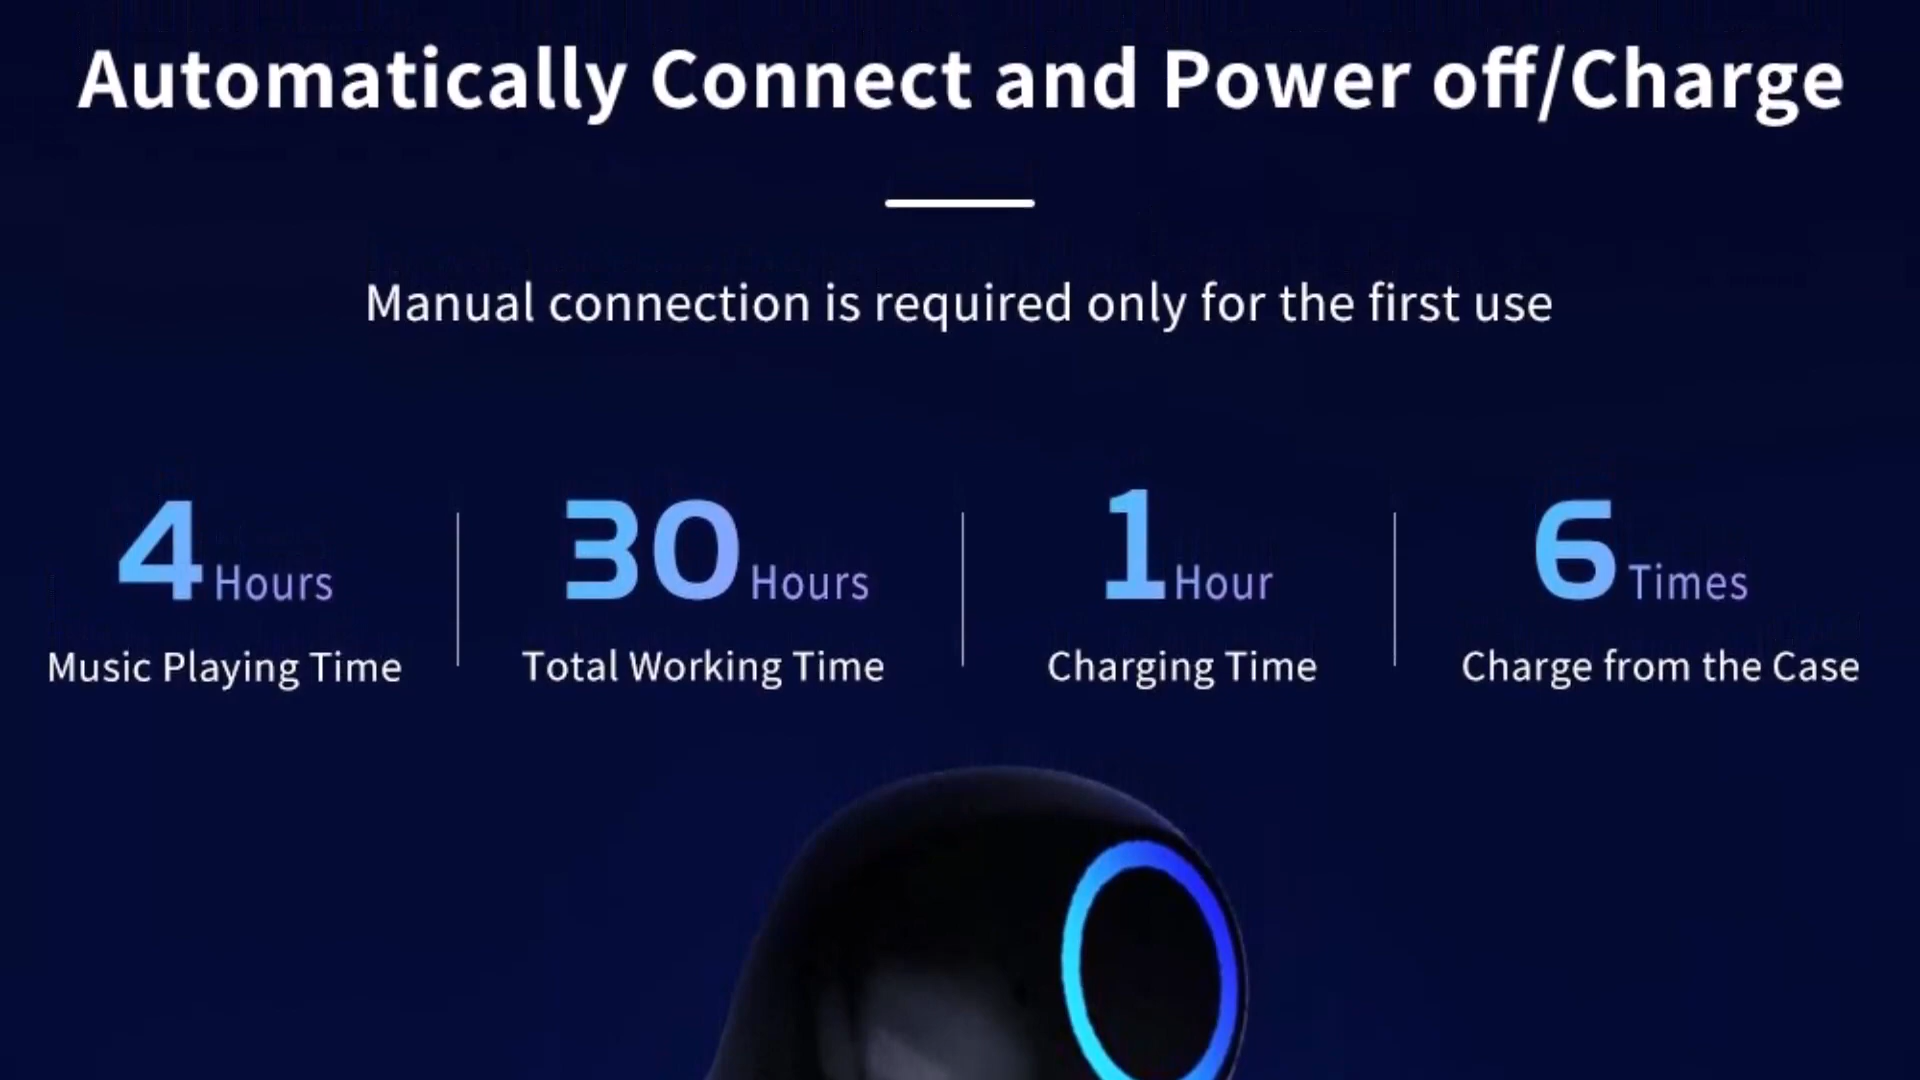 Automatically Connect and Power off/Charge
Manual connection is required only for the first use
4 Hours
Music Playing Time
30 Hours
Total Working Time
1 Hour
Charging Time
6 Times
Charge from the Case